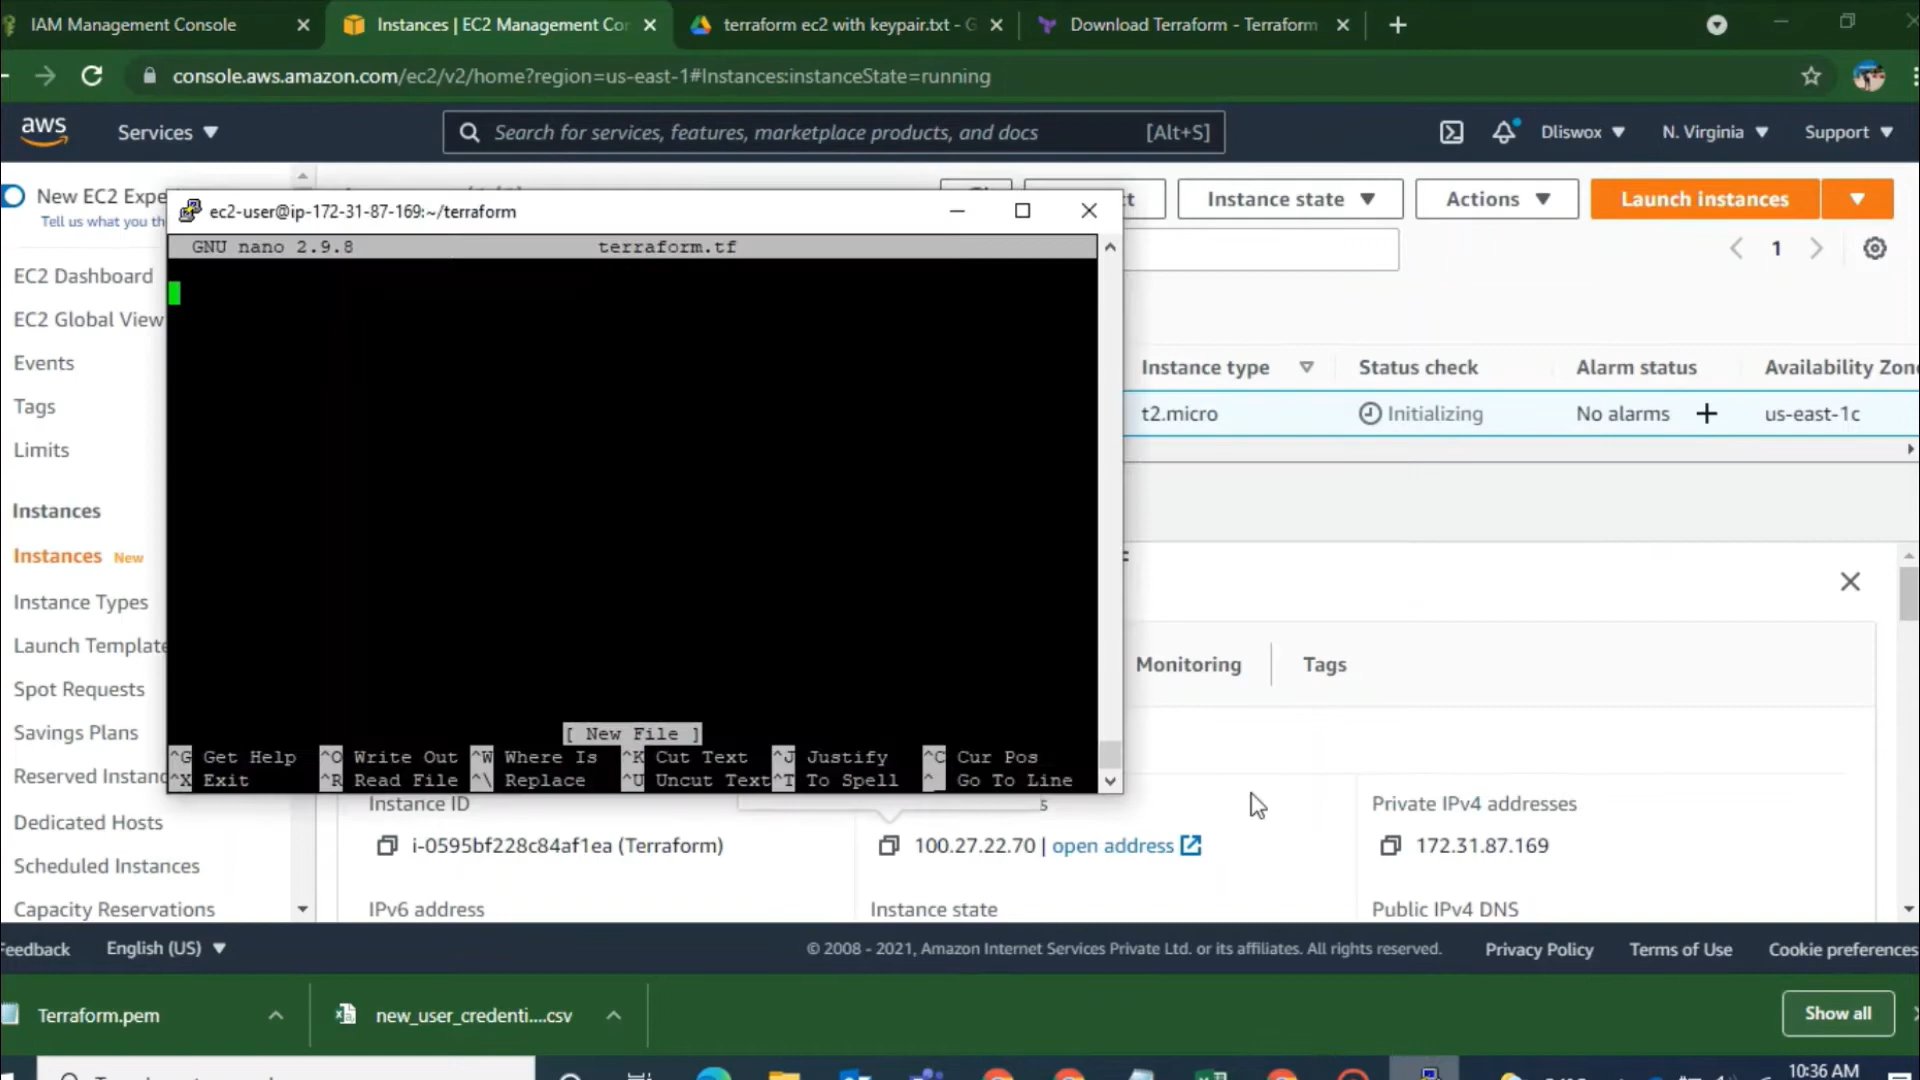 IAM Management Console
Instances | EC2 Management Con
terraform ec2 with keypair.txt - G
Download Terraform - Terraform
console.aws.amazon.com/ec2/v2/home?region=us-east-1#Instances:instanceState=running
aws
Services
Search for services, features, marketplace products, and docs
[Alt+S]
Dliswox
N. Virginia
Support
New EC2 Expe
Tell us what you th
Instance state
Actions
Launch instances
1
ec2-user@ip-172-31-87-169:~/terraform
GNU nano 2.9.8
terraform.tf
EC2 Dashboard
EC2 Global View
Events
Tags
Limits
Instances
Instances New
Instance Types
Launch Template
Spot Requests
Savings Plans
Reserved Instanc
Dedicated Hosts
Scheduled Instances
Capacity Reservations
Instance type
Status check
Alarm status
Availability Zone
t2.micro
Initializing
No alarms
us-east-1c
Monitoring
Tags
[ New File ]
^G Get Help ^O Write Out ^W Where Is ^K Cut Text ^J Justify ^C Cur Pos
^X Exit ^R Read File ^\ Replace ^U Uncut Text ^T To Spell ^_ Go To Line
Instance ID
s
Private IPv4 addresses
i-0595bf228c84af1ea (Terraform)
100.27.22.70 | open address
172.31.87.169
IPv6 address
Instance state
Public IPv4 DNS
Feedback
English (US)
© 2008 - 2021, Amazon Internet Services Private Ltd. or its affiliates. All rights reserved.
Privacy Policy
Terms of Use
Cookie preferences
Terraform.pem
new_user_credenti....csv
Show all
10:36 AM